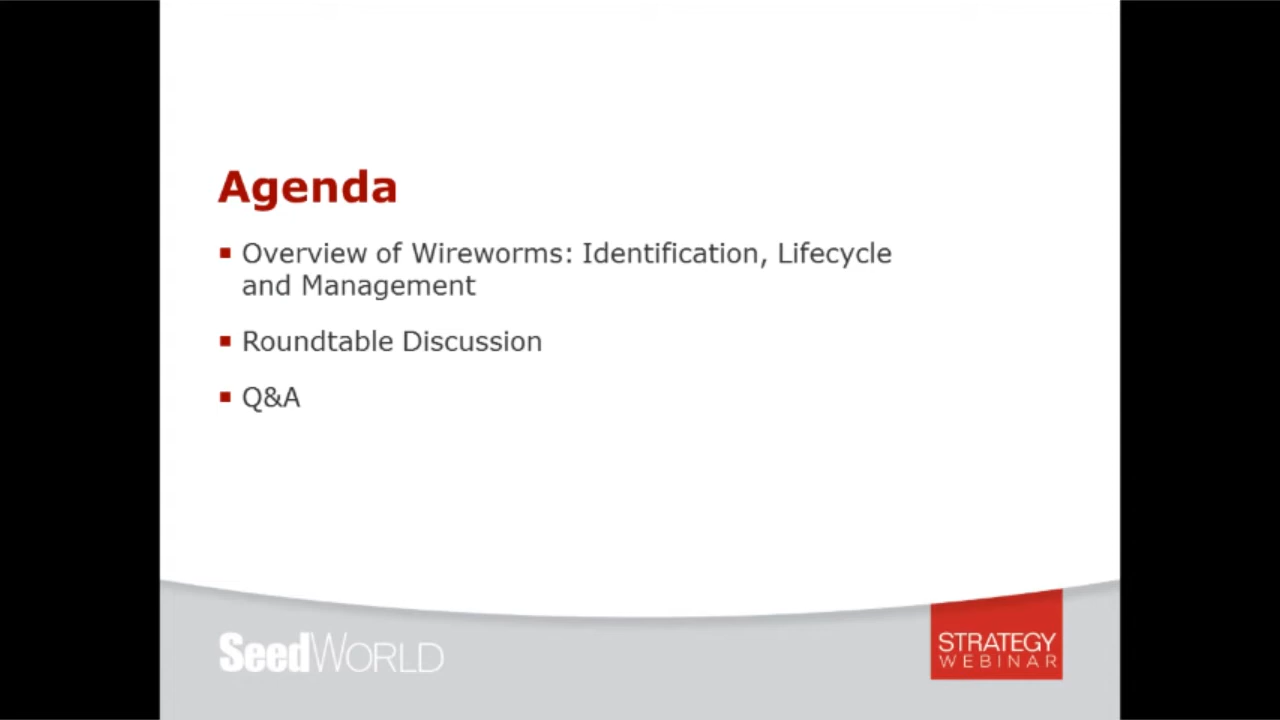 Agenda
Overview of Wireworms: Identification, Lifecycle
and Management
Roundtable Discussion
Q&A
SeedWORLD
STRATEGY
WEBINAR